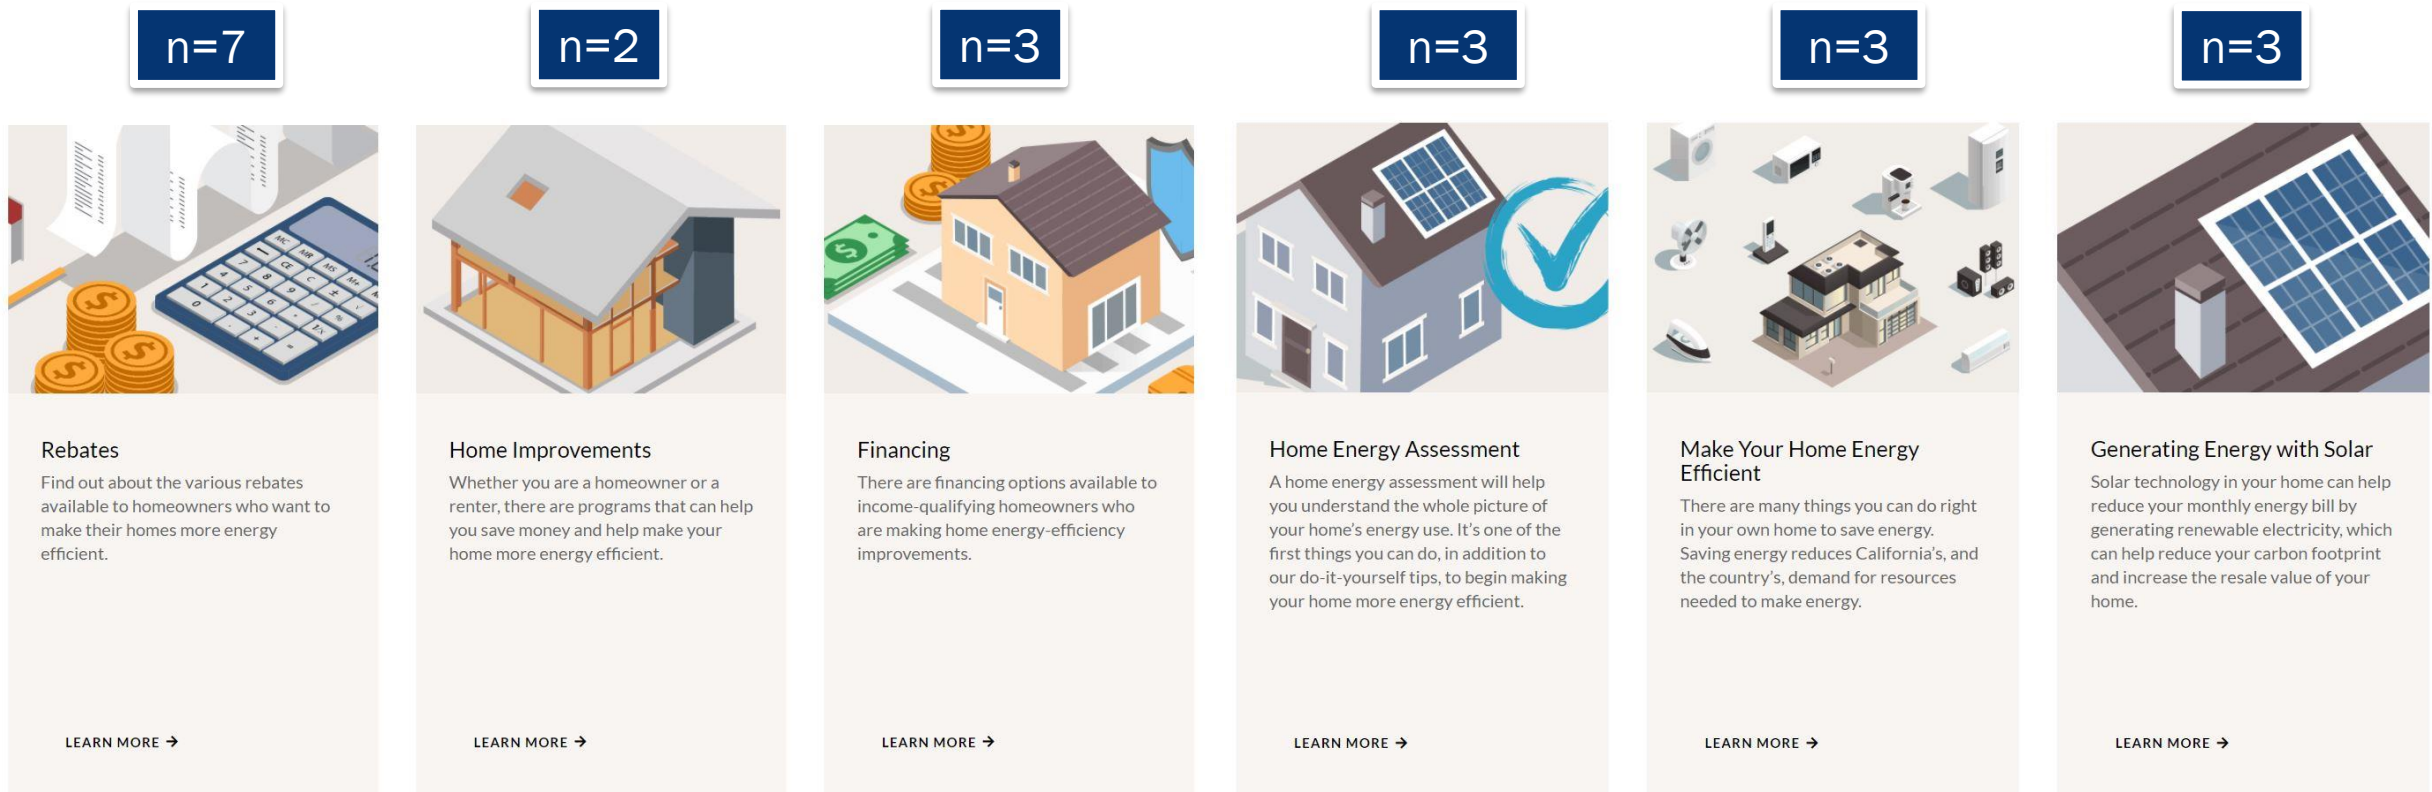 n=7
n=2
n=3
n=3
n=3
n=3
Rebates
Find out about the various rebates
available to homeowners who want to
make their homes more energy
efficient.
LEARN MORE →
Home Improvements
Whether you are a homeowner or a
renter, there are programs that can help
you save money and help make your
home more energy efficient.
LEARN MORE →
Financing
There are financing options available to
income-qualifying homeowners who
are making home energy-efficiency
improvements.
LEARN MORE →
Home Energy Assessment
A home energy assessment will help
you understand the whole picture of
your home's energy use. It's one of the
first things you can do, in addition to
our do-it-yourself tips, to begin making
your home more energy efficient.
LEARN MORE →
Make Your Home Energy
Efficient
There are many things you can do right
in your own home to save energy.
Saving energy reduces California's, and
the country's, demand for resources
needed to make energy.
LEARN MORE →
Generating Energy with Solar
Solar technology in your home can help
reduce your monthly energy bill by
generating renewable electricity, which
can help reduce your carbon footprint
and increase the resale value of your
home.
LEARN MORE →